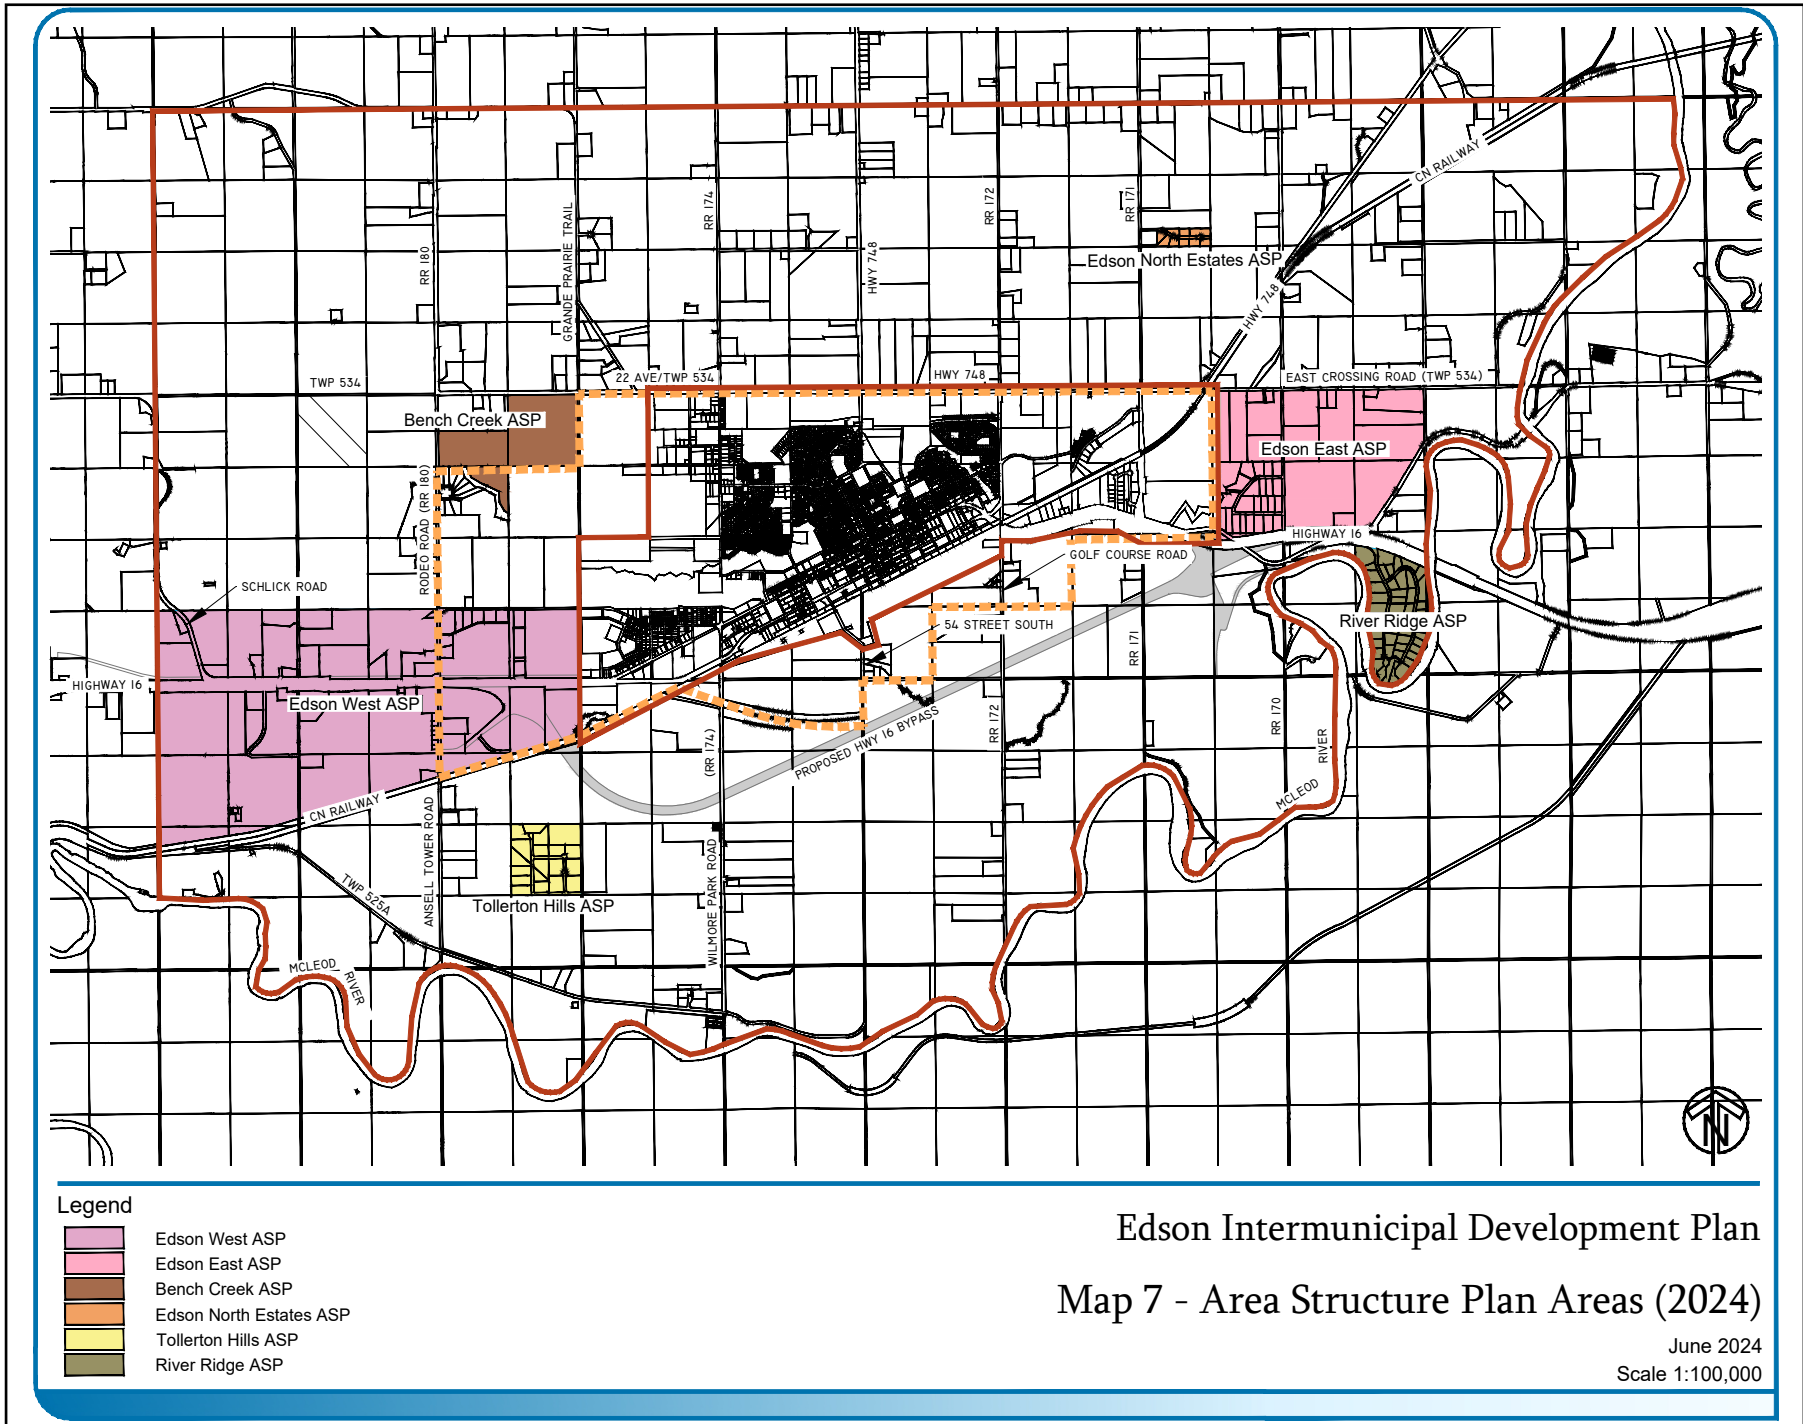 CN RAILWAY
RR 180
GRANDE PRAIRIE TRAIL
RR 174
HWY 748
RR 172
RR 171
Edson North Estates ASP
HWY 748
TWP 534
22 AVE/TWP 534
HWY 748
EAST CROSSING ROAD (TWP 534)
Bench Creek ASP
Edson East ASP
RODEO ROAD (RR 180)
HIGHWAY 16
GOLF COURSE ROAD
SCHLICK ROAD
54 STREET SOUTH
River Ridge ASP
RR 171
HIGHWAY 16
Edson West ASP
(RR 174)
PROPOSED HWY 16 BYPASS
RR 172
RR 170
RIVER
MCLEOD
CN RAILWAY
ANSELL TOWER ROAD
WILMORE PARK ROAD
TWP 525A
Tollerton Hills ASP
MCLEOD
RIVER
N
Legend
Edson West ASP
Edson East ASP
Bench Creek ASP
Edson North Estates ASP
Tollerton Hills ASP
River Ridge ASP
Edson Intermunicipal Development Plan
Map 7 - Area Structure Plan Areas (2024)
June 2024
Scale 1:100,000